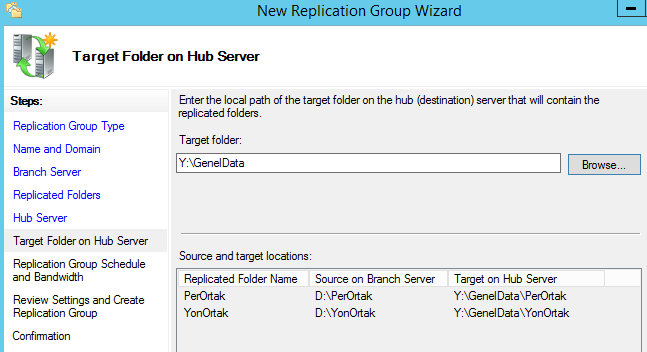 New Replication Group Wizard
Target Folder on Hub Server
Steps:
Replication Group Type
Name and Domain
Branch Server
Replicated Folders
Hub Server
Target Folder on Hub Server
Replication Group Schedule
and Bandwidth
Review Settings and Create
Replication Group
Confirmation
Enter the local path of the target folder on the hub (destination) server that will contain the
replicated folders.
Target folder:
Y:\GenelData
Browse...
Source and target locations:
Replicated Folder Name Source on Branch Server Target on Hub Server
PerOrtak D:\PerOrtak Y:\GenelData\PerOrtak
YonOrtak D:\YonOrtak Y:\GenelData\YonOrtak